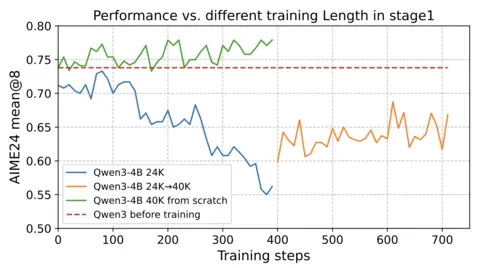 Performance vs. different training Length in stage1
AIME24 mean@8
0.80
0.75
0.70
0.65
0.60
0.55
0.50
Qwen3-4B 24K
Qwen3-4B 24K→40K
Qwen3-4B 40K from scratch
Qwen3 before training
0 100 200 300 400 500 600 700
Training steps